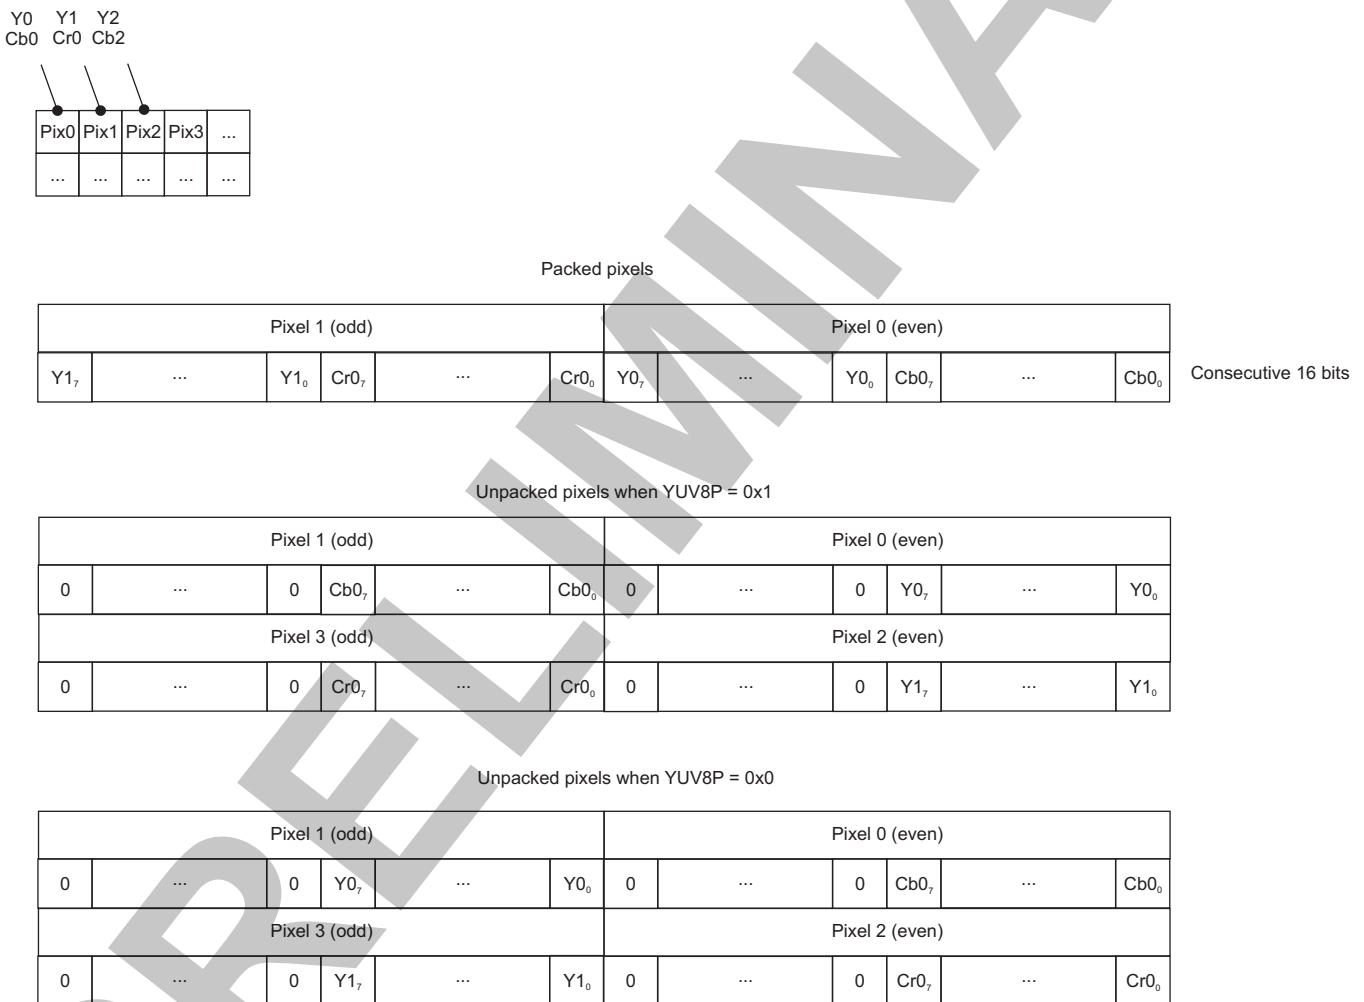 Y0 Y1 Y2
Cb0 Cr0 Cb2
Pix0 Pix1 Pix2 Pix3 ...
... ... ... ... ...
Packed pixels
Pixel 1 (odd) Pixel 0 (even)
Y1₇ ... Y1₀ Cr0₇ ... Cr0₀ Y0₇ ... Y0₀ Cb0₇ ... Cb0₀ Consecutive 16 bits
Unpacked pixels when YUV8P = 0x1
Pixel 1 (odd) Pixel 0 (even)
0 ... 0 Cb0₇ ... Cb0₀ 0 ... 0 Y0₇ ... Y0₀
Pixel 3 (odd) Pixel 2 (even)
0 ... 0 Cr0₇ ... Cr0₀ 0 ... 0 Y1₇ ... Y1₀
Unpacked pixels when YUV8P = 0x0
Pixel 1 (odd) Pixel 0 (even)
0 ... 0 Y0₇ ... Y0₀ 0 ... 0 Cb0₇ ... Cb0₀
Pixel 3 (odd) Pixel 2 (even)
0 ... 0 Y1₇ ... Y1₀ 0 ... 0 Cr0₇ ... Cr0₀
PRELIMINA